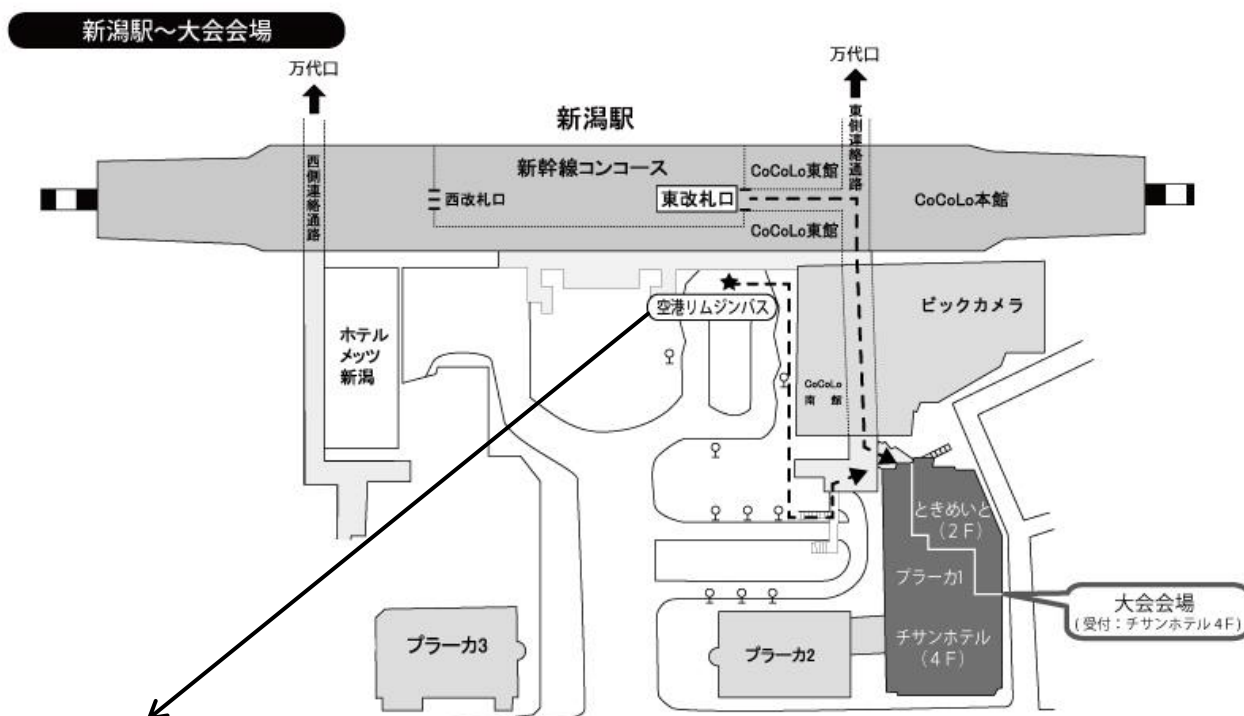 新潟駅~大会会場
万代口
万代口
新潟駅
西側連絡通路
東側連絡通路
新幹線コンコース
CoCoLo東館
西改札口
東改札口
CoCoLo本館
CoCoLo東館
空港リムジンバス
ビックカメラ
ホテル
メッツ
新潟
CoCoLo
南 館
ときめいと
(2F)
プラーカ1
大会会場
(受付:チサンホテル4F)
チサンホテル
(4F)
プラーカ3
プラーカ2